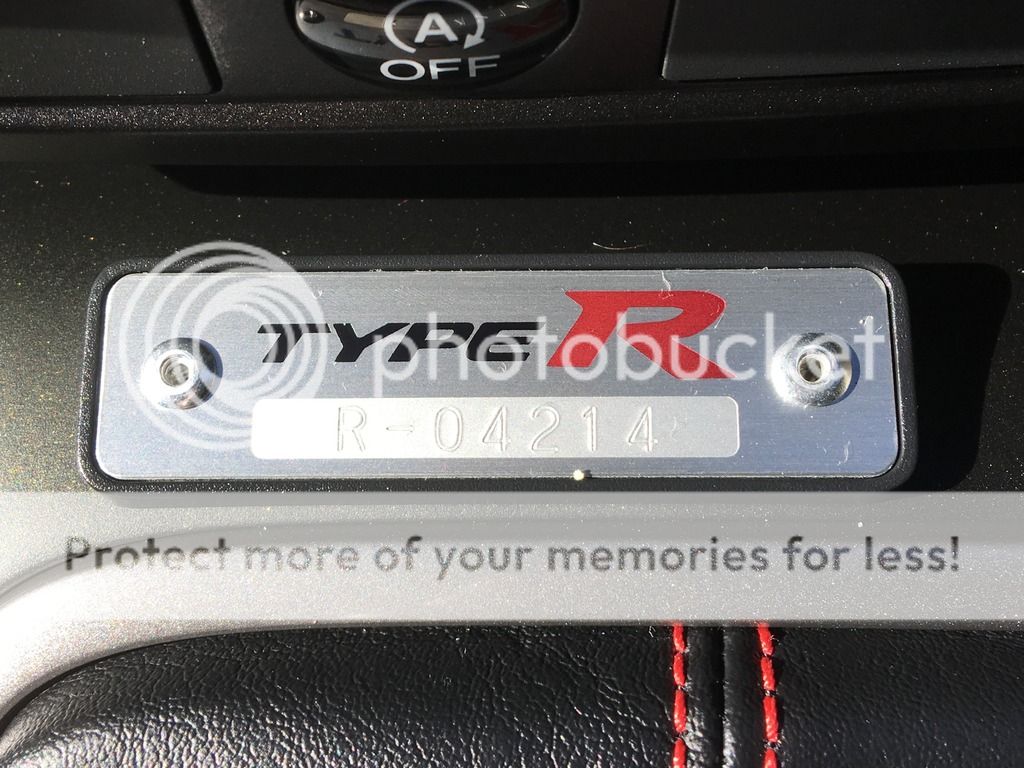 A
OFF
TYPE R
photobucket
R-04214
Protect more of your memories for less!